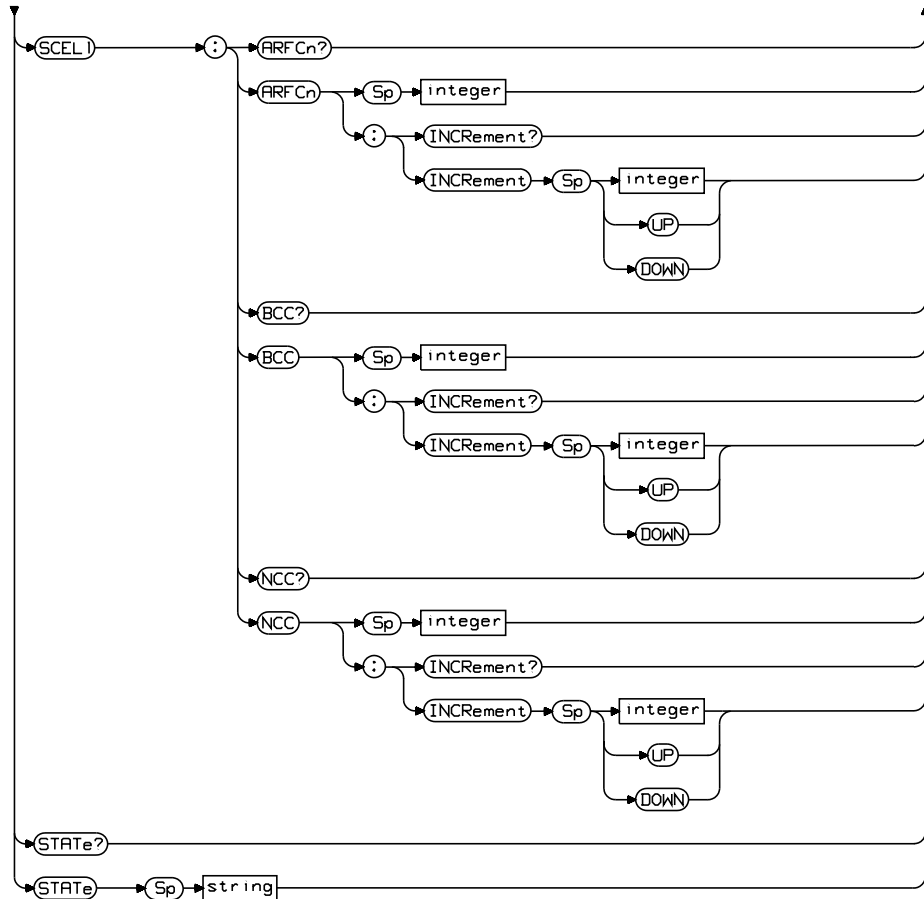 SCEL1 : ARFCn?
ARFCn Sp integer
: INCRement?
INCRement Sp integer
UP
DOWN
BCC?
BCC Sp integer
: INCRement?
INCRement Sp integer
UP
DOWN
NCC?
NCC Sp integer
: INCRement?
INCRement Sp integer
UP
DOWN
STATe?
STATe Sp string